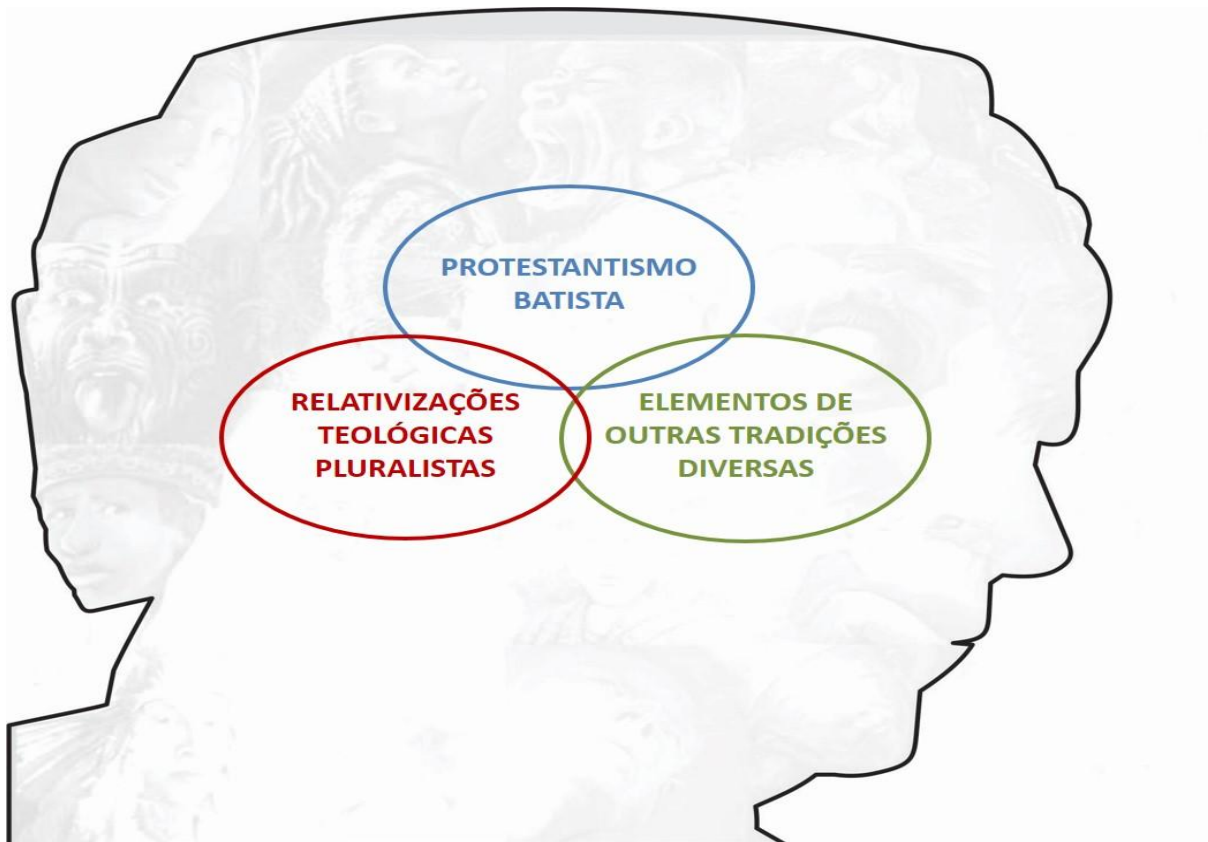 PROTESTANTISMO
BATISTA
RELATIVIZAÇÕES
TEOLÓGICAS
PLURALISTAS
ELEMENTOS DE
OUTRAS TRADIÇÕES
DIVERSAS